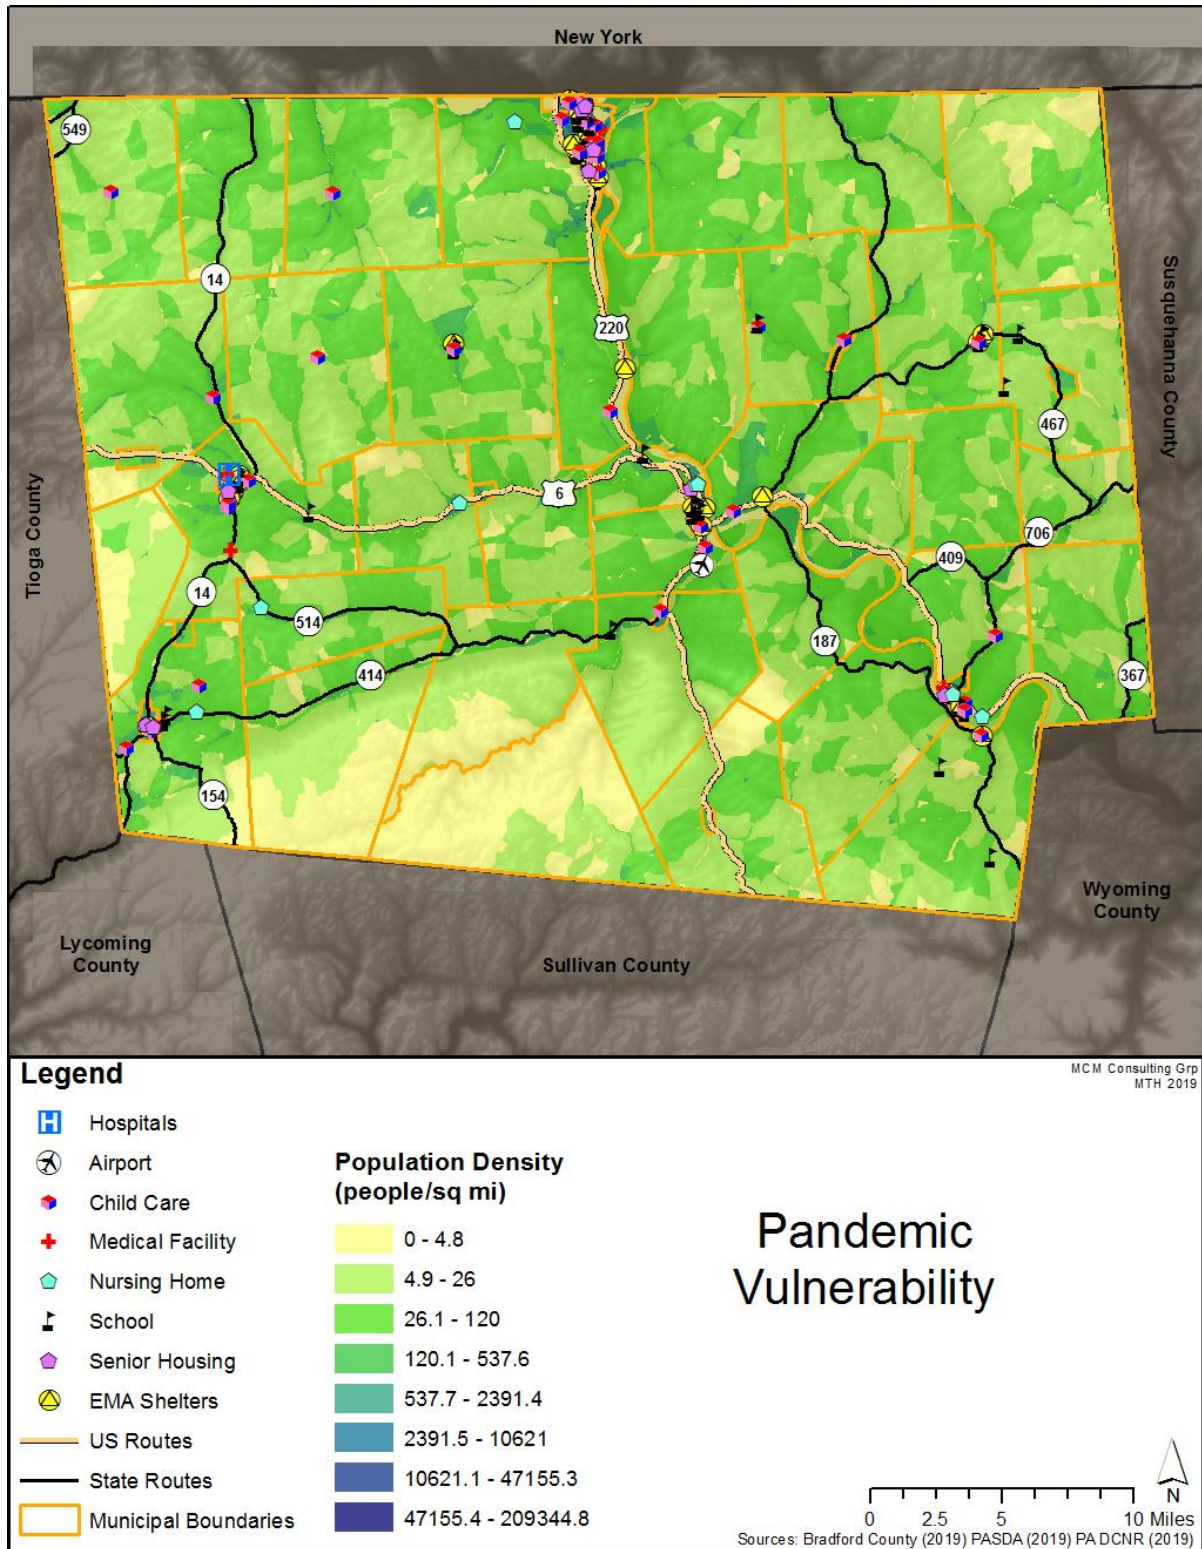 New York
549
14
220
Susquehanna County
467
Tioga County
6
706
409
14
514
187
414
367
154
Wyoming
County
Lycoming
County
Sullivan County
Legend
MCM Consulting Grp
MTH 2019
H Hospitals
Airport
Child Care
Medical Facility
Nursing Home
School
Senior Housing
EMA Shelters
US Routes
State Routes
Municipal Boundaries
Population Density
(people/sq mi)
0 - 4.8
4.9 - 26
26.1 - 120
120.1 - 537.6
537.7 - 2391.4
2391.5 - 10621
10621.1 - 47155.3
47155.4 - 209344.8
Pandemic
Vulnerability
N
0 2.5 5 10 Miles
Sources: Bradford County (2019) PASDA (2019) PA DCNR (2019)